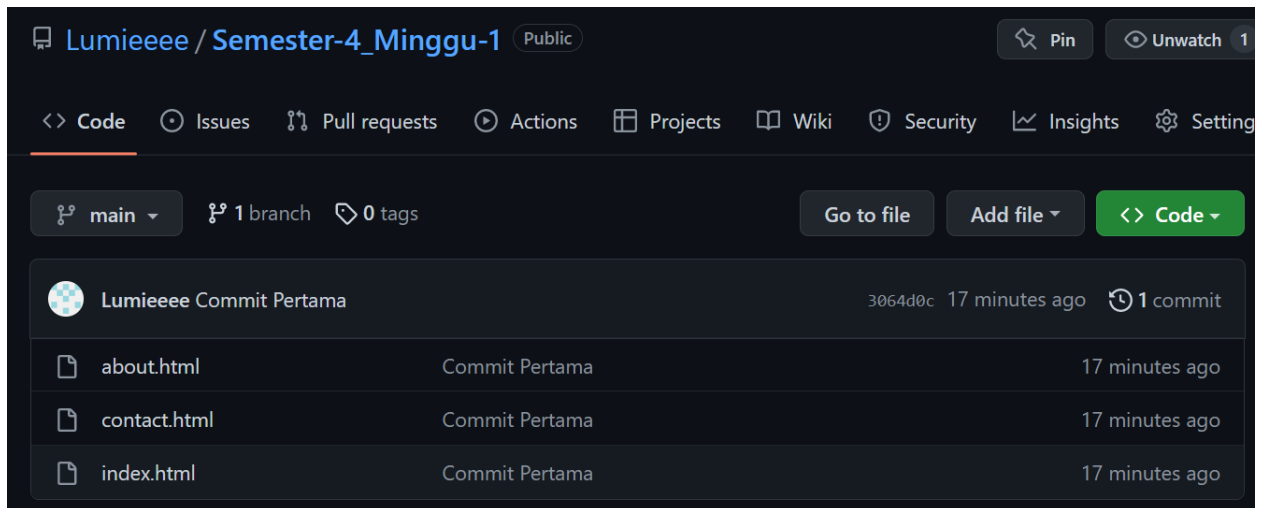 Lumieeee / Semester-4_Minggu-1 Public Pin Unwatch 1
Code Issues Pull requests Actions Projects Wiki Security Insights Setting
main 1 branch 0 tags Go to file Add file Code
Lumieeee Commit Pertama 3064d0c 17 minutes ago 1 commit
about.html Commit Pertama 17 minutes ago
contact.html Commit Pertama 17 minutes ago
index.html Commit Pertama 17 minutes ago